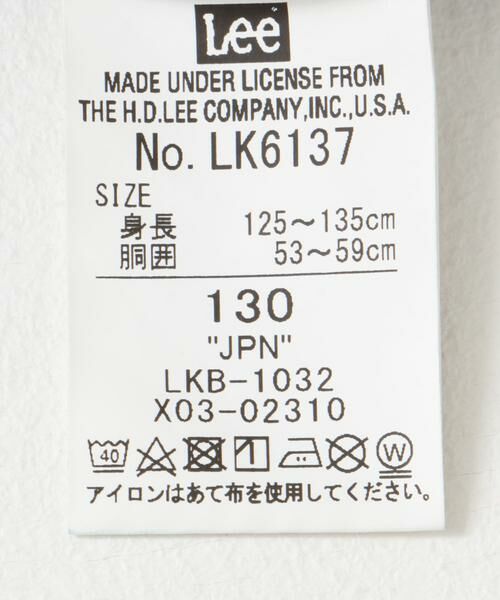 Lee
MADE UNDER LICENSE FROM
THE H.D.LEE COMPANY,INC.,U.S.A.
No. LK6137
SIZE
身長 125～135cm
胴囲 53～59cm
130
"JPN"
LKB-1032
X03-02310
40 W
アイロンはあて布を使用してください。